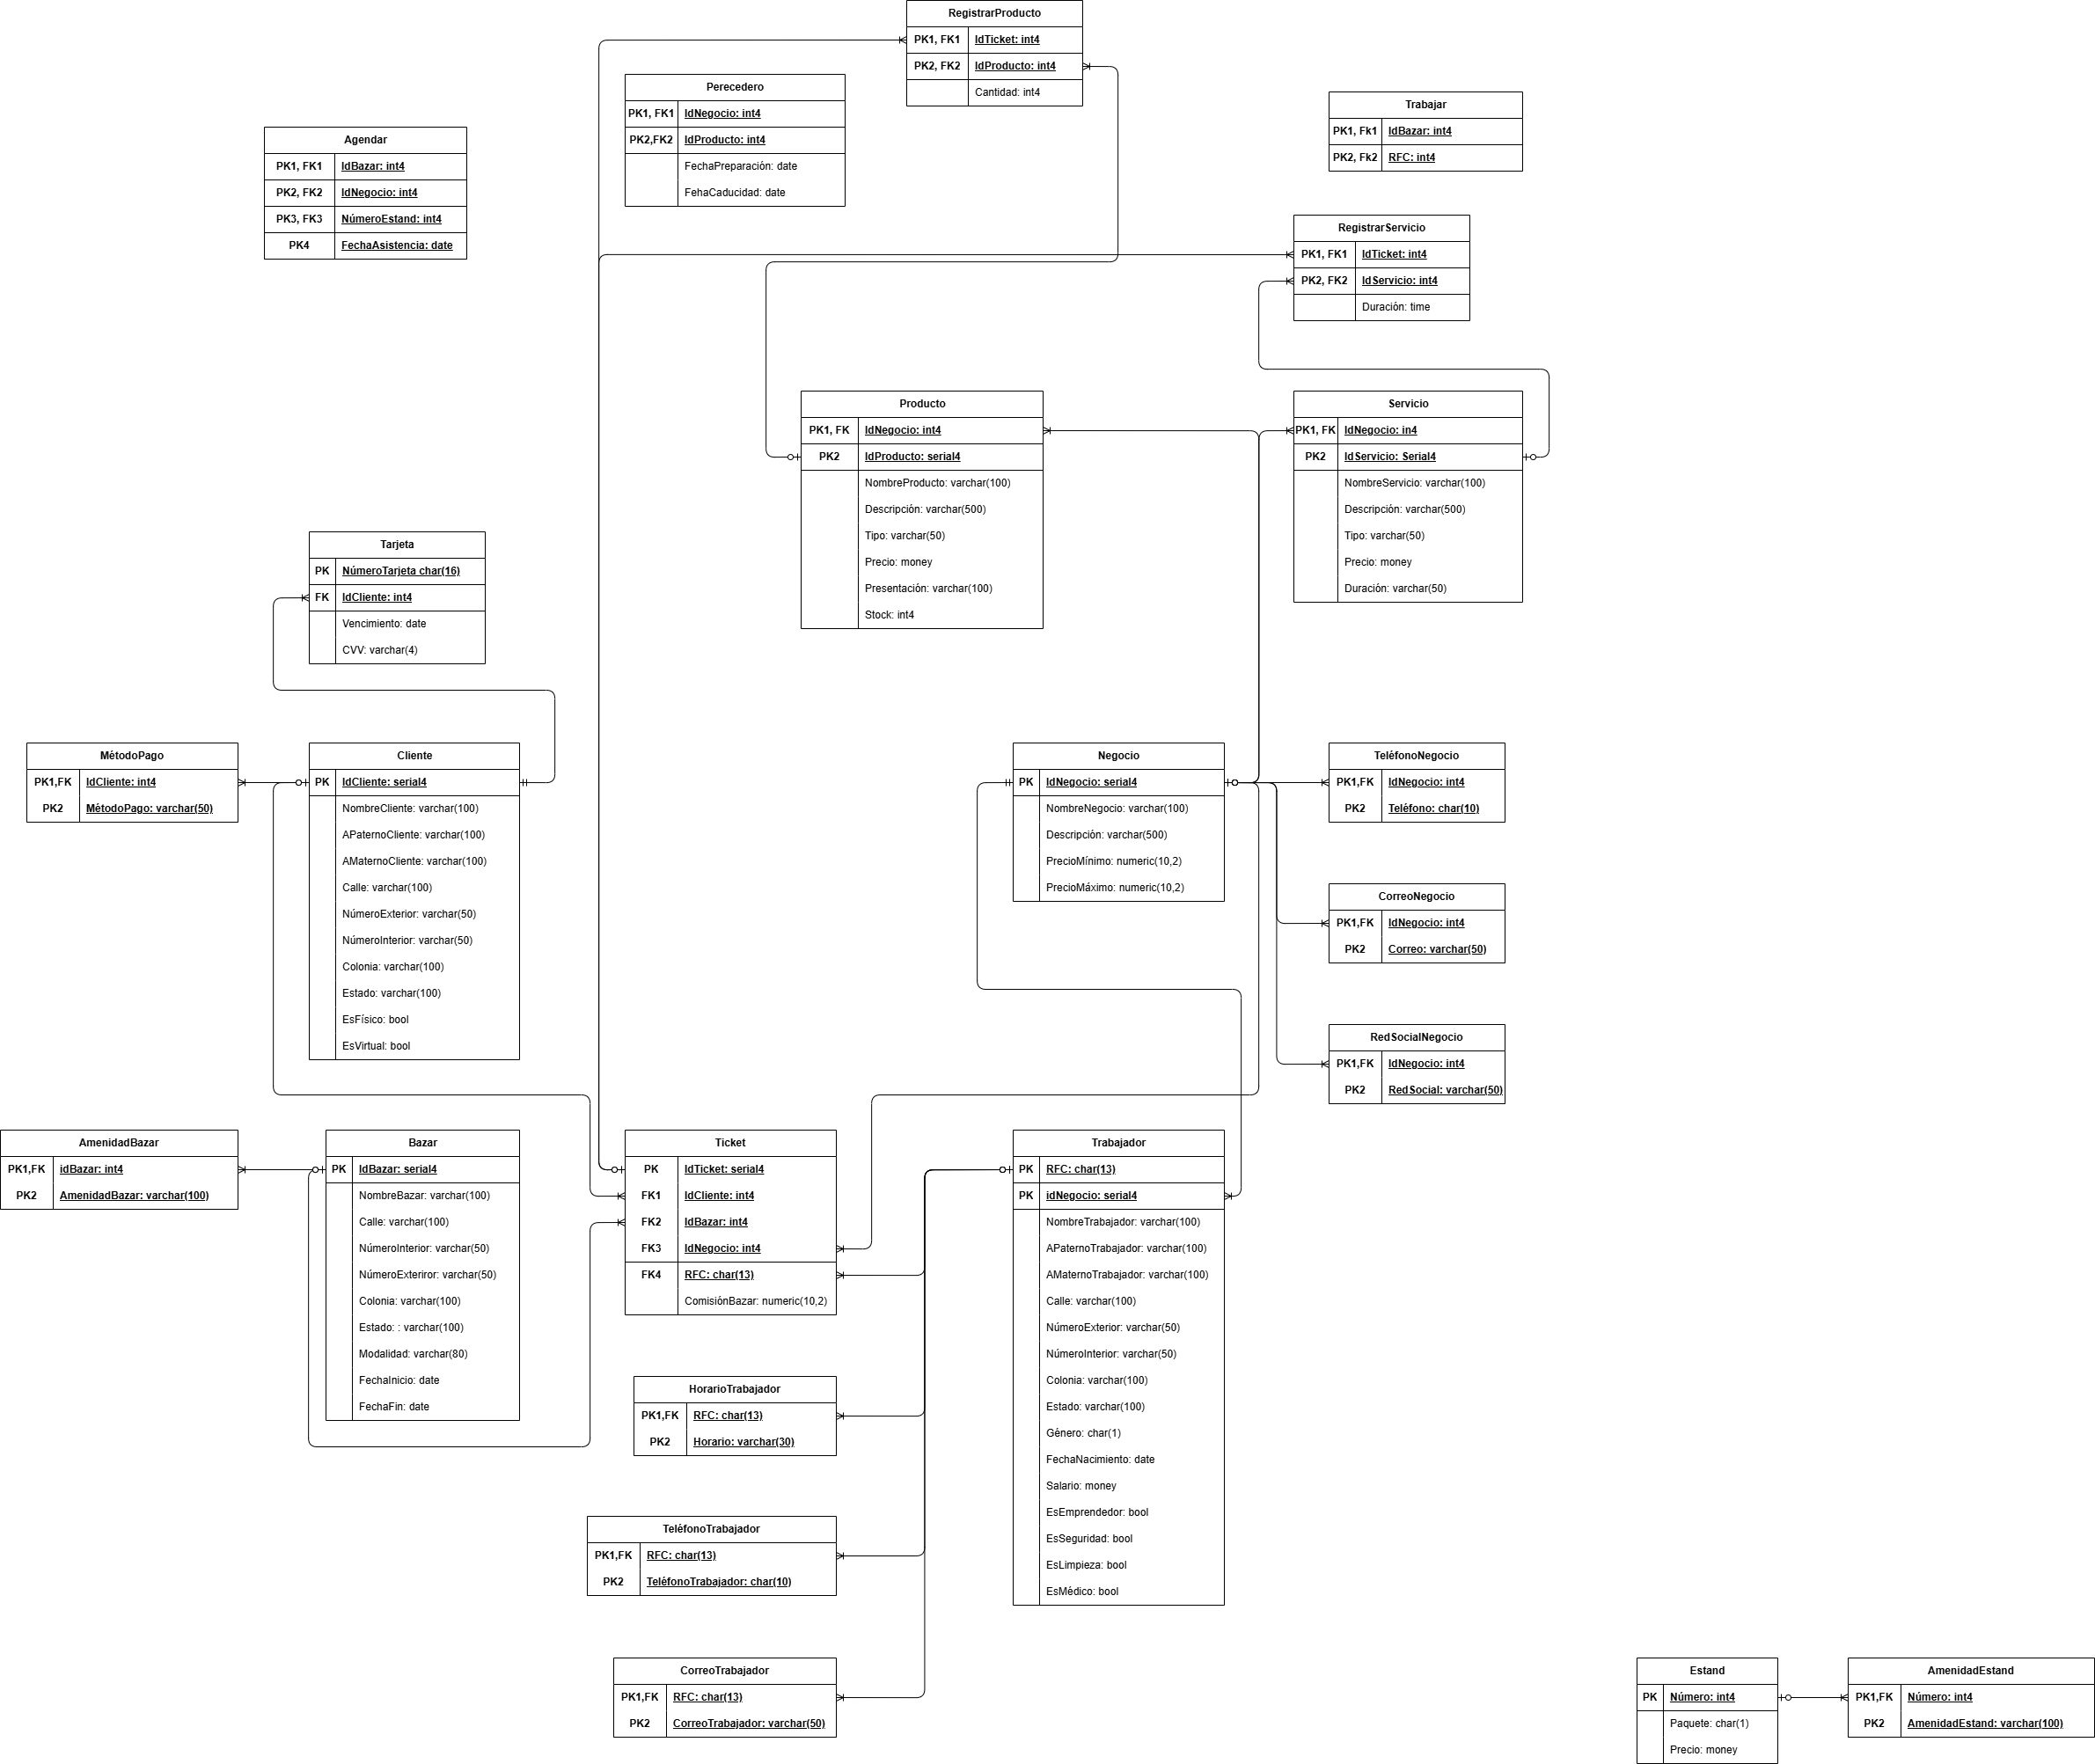 RegistrarProducto
PK1, FK1 IdTicket: int4
PK2, FK2 IdProducto: int4
Cantidad: int4
Perecedero
PK1, FK1 IdNegocio: int4
PK2,FK2 IdProducto: int4
FechaPreparación: date
FehaCaducidad: date
Trabajar
PK1, Fk1 IdBazar: int4
PK2, Fk2 RFC: int4
Agendar
PK1, FK1 IdBazar: int4
PK2, FK2 IdNegocio: int4
PK3, FK3 NúmeroEstand: int4
PK4 FechaAsistencia: date
RegistrarServicio
PK1, FK1 IdTicket: int4
PK2, FK2 IdServicio: int4
Duración: time
Producto
PK1, FK IdNegocio: int4
PK2 IdProducto: serial4
NombreProducto: varchar(100)
Descripción: varchar(500)
Tipo: varchar(50)
Precio: money
Presentación: varchar(100)
Stock: int4
Servicio
PK1, FK IdNegocio: in4
PK2 IdServicio: Serial4
NombreServicio: varchar(100)
Descripción: varchar(500)
Tipo: varchar(50)
Precio: money
Duración: varchar(50)
Tarjeta
PK NúmeroTarjeta char(16)
FK IdCliente: int4
Vencimiento: date
CVV: varchar(4)
MétodoPago
PK1,FK IdCliente: int4
PK2 MétodoPago: varchar(50)
Cliente
PK IdCliente: serial4
NombreCliente: varchar(100)
APaternoCliente: varchar(100)
AMaternoCliente: varchar(100)
Calle: varchar(100)
NúmeroExterior: varchar(50)
NúmeroInterior: varchar(50)
Colonia: varchar(100)
Estado: varchar(100)
EsFísico: bool
EsVirtual: bool
Negocio
PK IdNegocio: serial4
NombreNegocio: varchar(100)
Descripción: varchar(500)
PrecioMínimo: numeric(10,2)
PrecioMáximo: numeric(10,2)
TeléfonoNegocio
PK1,FK IdNegocio: int4
PK2 Teléfono: char(10)
CorreoNegocio
PK1,FK IdNegocio: int4
PK2 Correo: varchar(50)
RedSocialNegocio
PK1,FK IdNegocio: int4
PK2 RedSocial: varchar(50)
AmenidadBazar
PK1,FK idBazar: int4
PK2 AmenidadBazar: varchar(100)
Bazar
PK IdBazar: serial4
NombreBazar: varchar(100)
Calle: varchar(100)
NúmeroInterior: varchar(50)
NúmeroExteriror: varchar(50)
Colonia: varchar(100)
Estado: : varchar(100)
Modalidad: varchar(80)
FechaInicio: date
FechaFin: date
Ticket
PK IdTicket: serial4
FK1 IdCliente: int4
FK2 IdBazar: int4
FK3 IdNegocio: int4
FK4 RFC: char(13)
ComisiónBazar: numeric(10,2)
Trabajador
PK RFC: char(13)
PK idNegocio: serial4
NombreTrabajador: varchar(100)
APaternoTrabajador: varchar(100)
AMaternoTrabajador: varchar(100)
Calle: varchar(100)
NúmeroExterior: varchar(50)
NúmeroInterior: varchar(50)
Colonia: varchar(100)
Estado: varchar(100)
Género: char(1)
FechaNacimiento: date
Salario: money
EsEmprendedor: bool
EsSeguridad: bool
EsLimpieza: bool
EsMédico: bool
HorarioTrabajador
PK1,FK RFC: char(13)
PK2 Horario: varchar(30)
TeléfonoTrabajador
PK1,FK RFC: char(13)
PK2 TeléfonoTrabajador: char(10)
CorreoTrabajador
PK1,FK RFC: char(13)
PK2 CorreoTrabajador: varchar(50)
Estand
PK Número: int4
Paquete: char(1)
Precio: money
AmenidadEstand
PK1,FK Número: int4
PK2 AmenidadEstand: varchar(100)